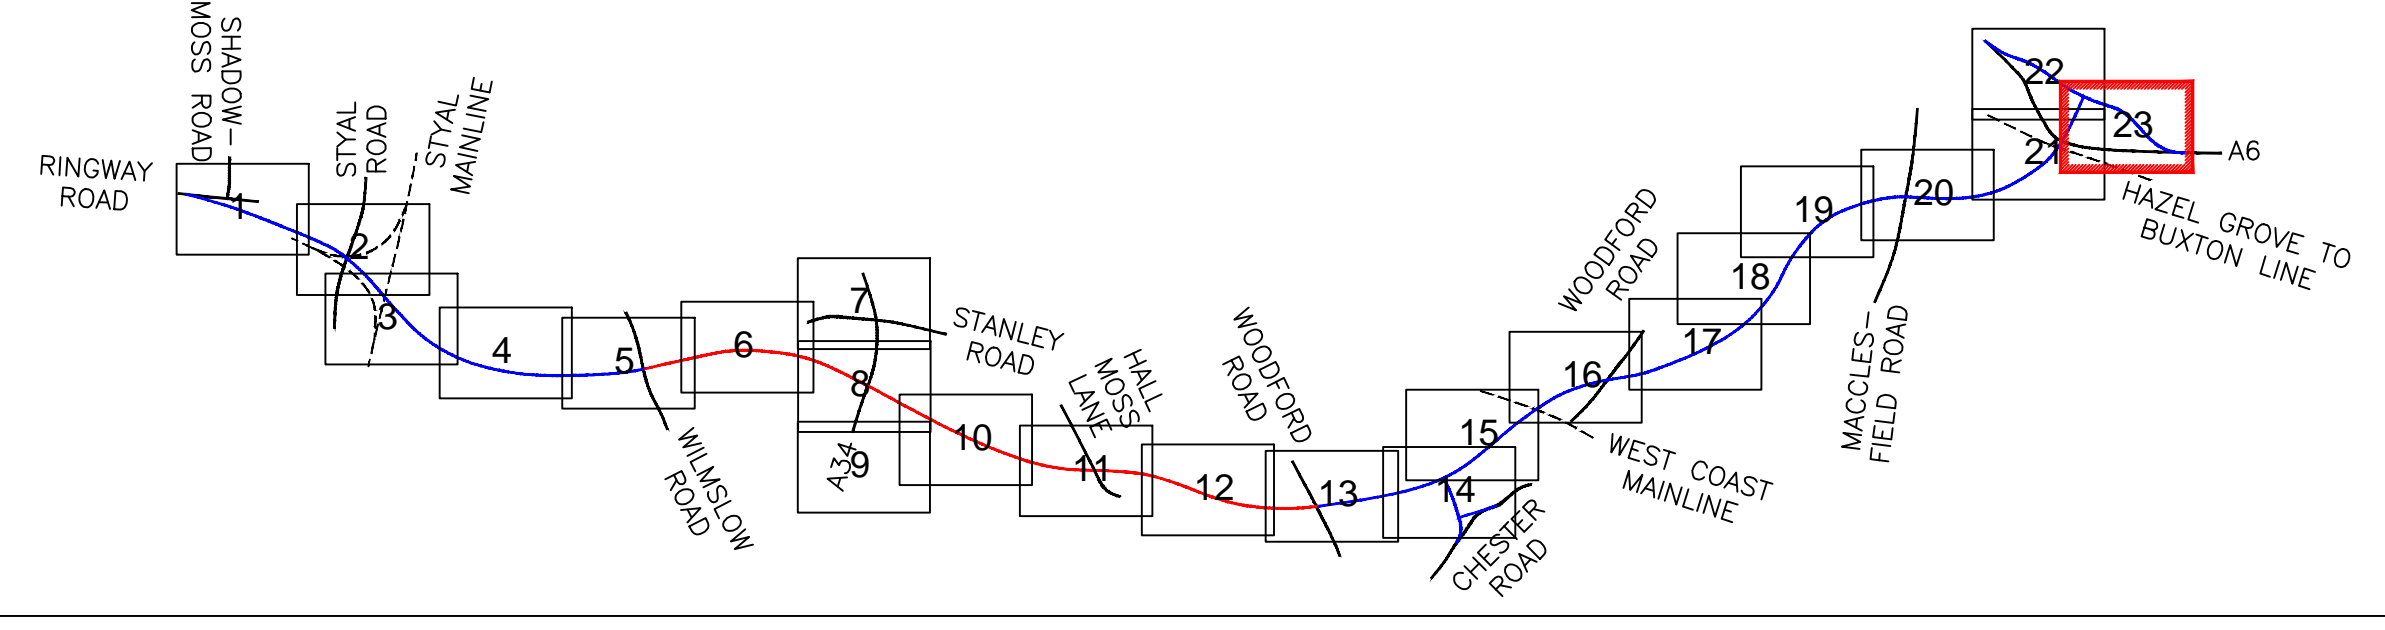 SHADOW-
MOSS ROAD
RINGWAY
ROAD
1
STYAL
ROAD
STYAL
MAINLINE
2
3
4
5
WILMSLOW
ROAD
6
7
STANLEY
ROAD
8
A34
9
10
HALL
MOSS
LANE
11
12
WOODFORD
ROAD
13
14
CHESTER
ROAD
15
WEST COAST
MAINLINE
16
WOODFORD
ROAD
17
18
19
MACCLES-
FIELD ROAD
20
21
22
23
A6
HAZEL GROVE TO
BUXTON LINE